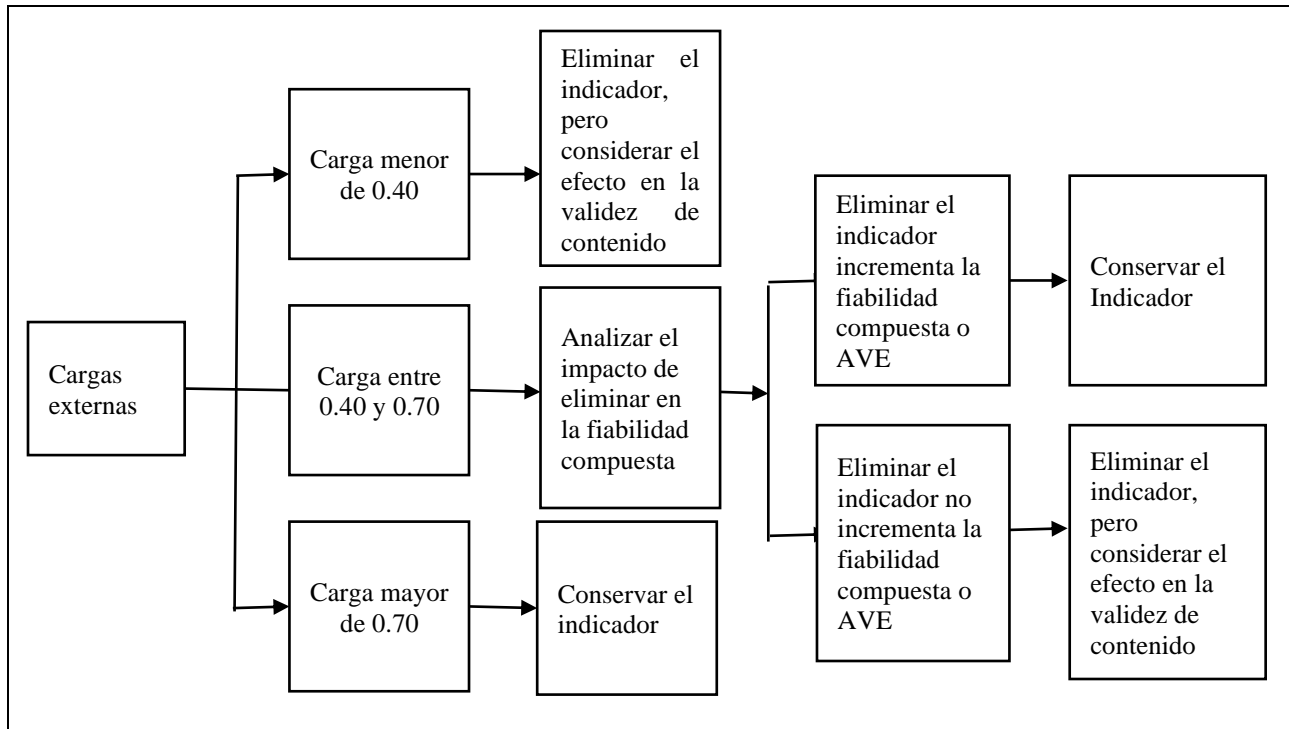 Cargas
externas
Carga menor
de 0.40
Eliminar el
indicador,
pero
considerar el
efecto en la
validez de
contenido
Carga entre
0.40 y 0.70
Analizar el
impacto de
eliminar en
la fiabilidad
compuesta
Eliminar el
indicador
incrementa la
fiabilidad
compuesta o
AVE
Conservar el
Indicador
Eliminar el
indicador no
incrementa la
fiabilidad
compuesta o
AVE
Eliminar el
indicador,
pero
considerar el
efecto en la
validez de
contenido
Carga mayor
de 0.70
Conservar el
indicador